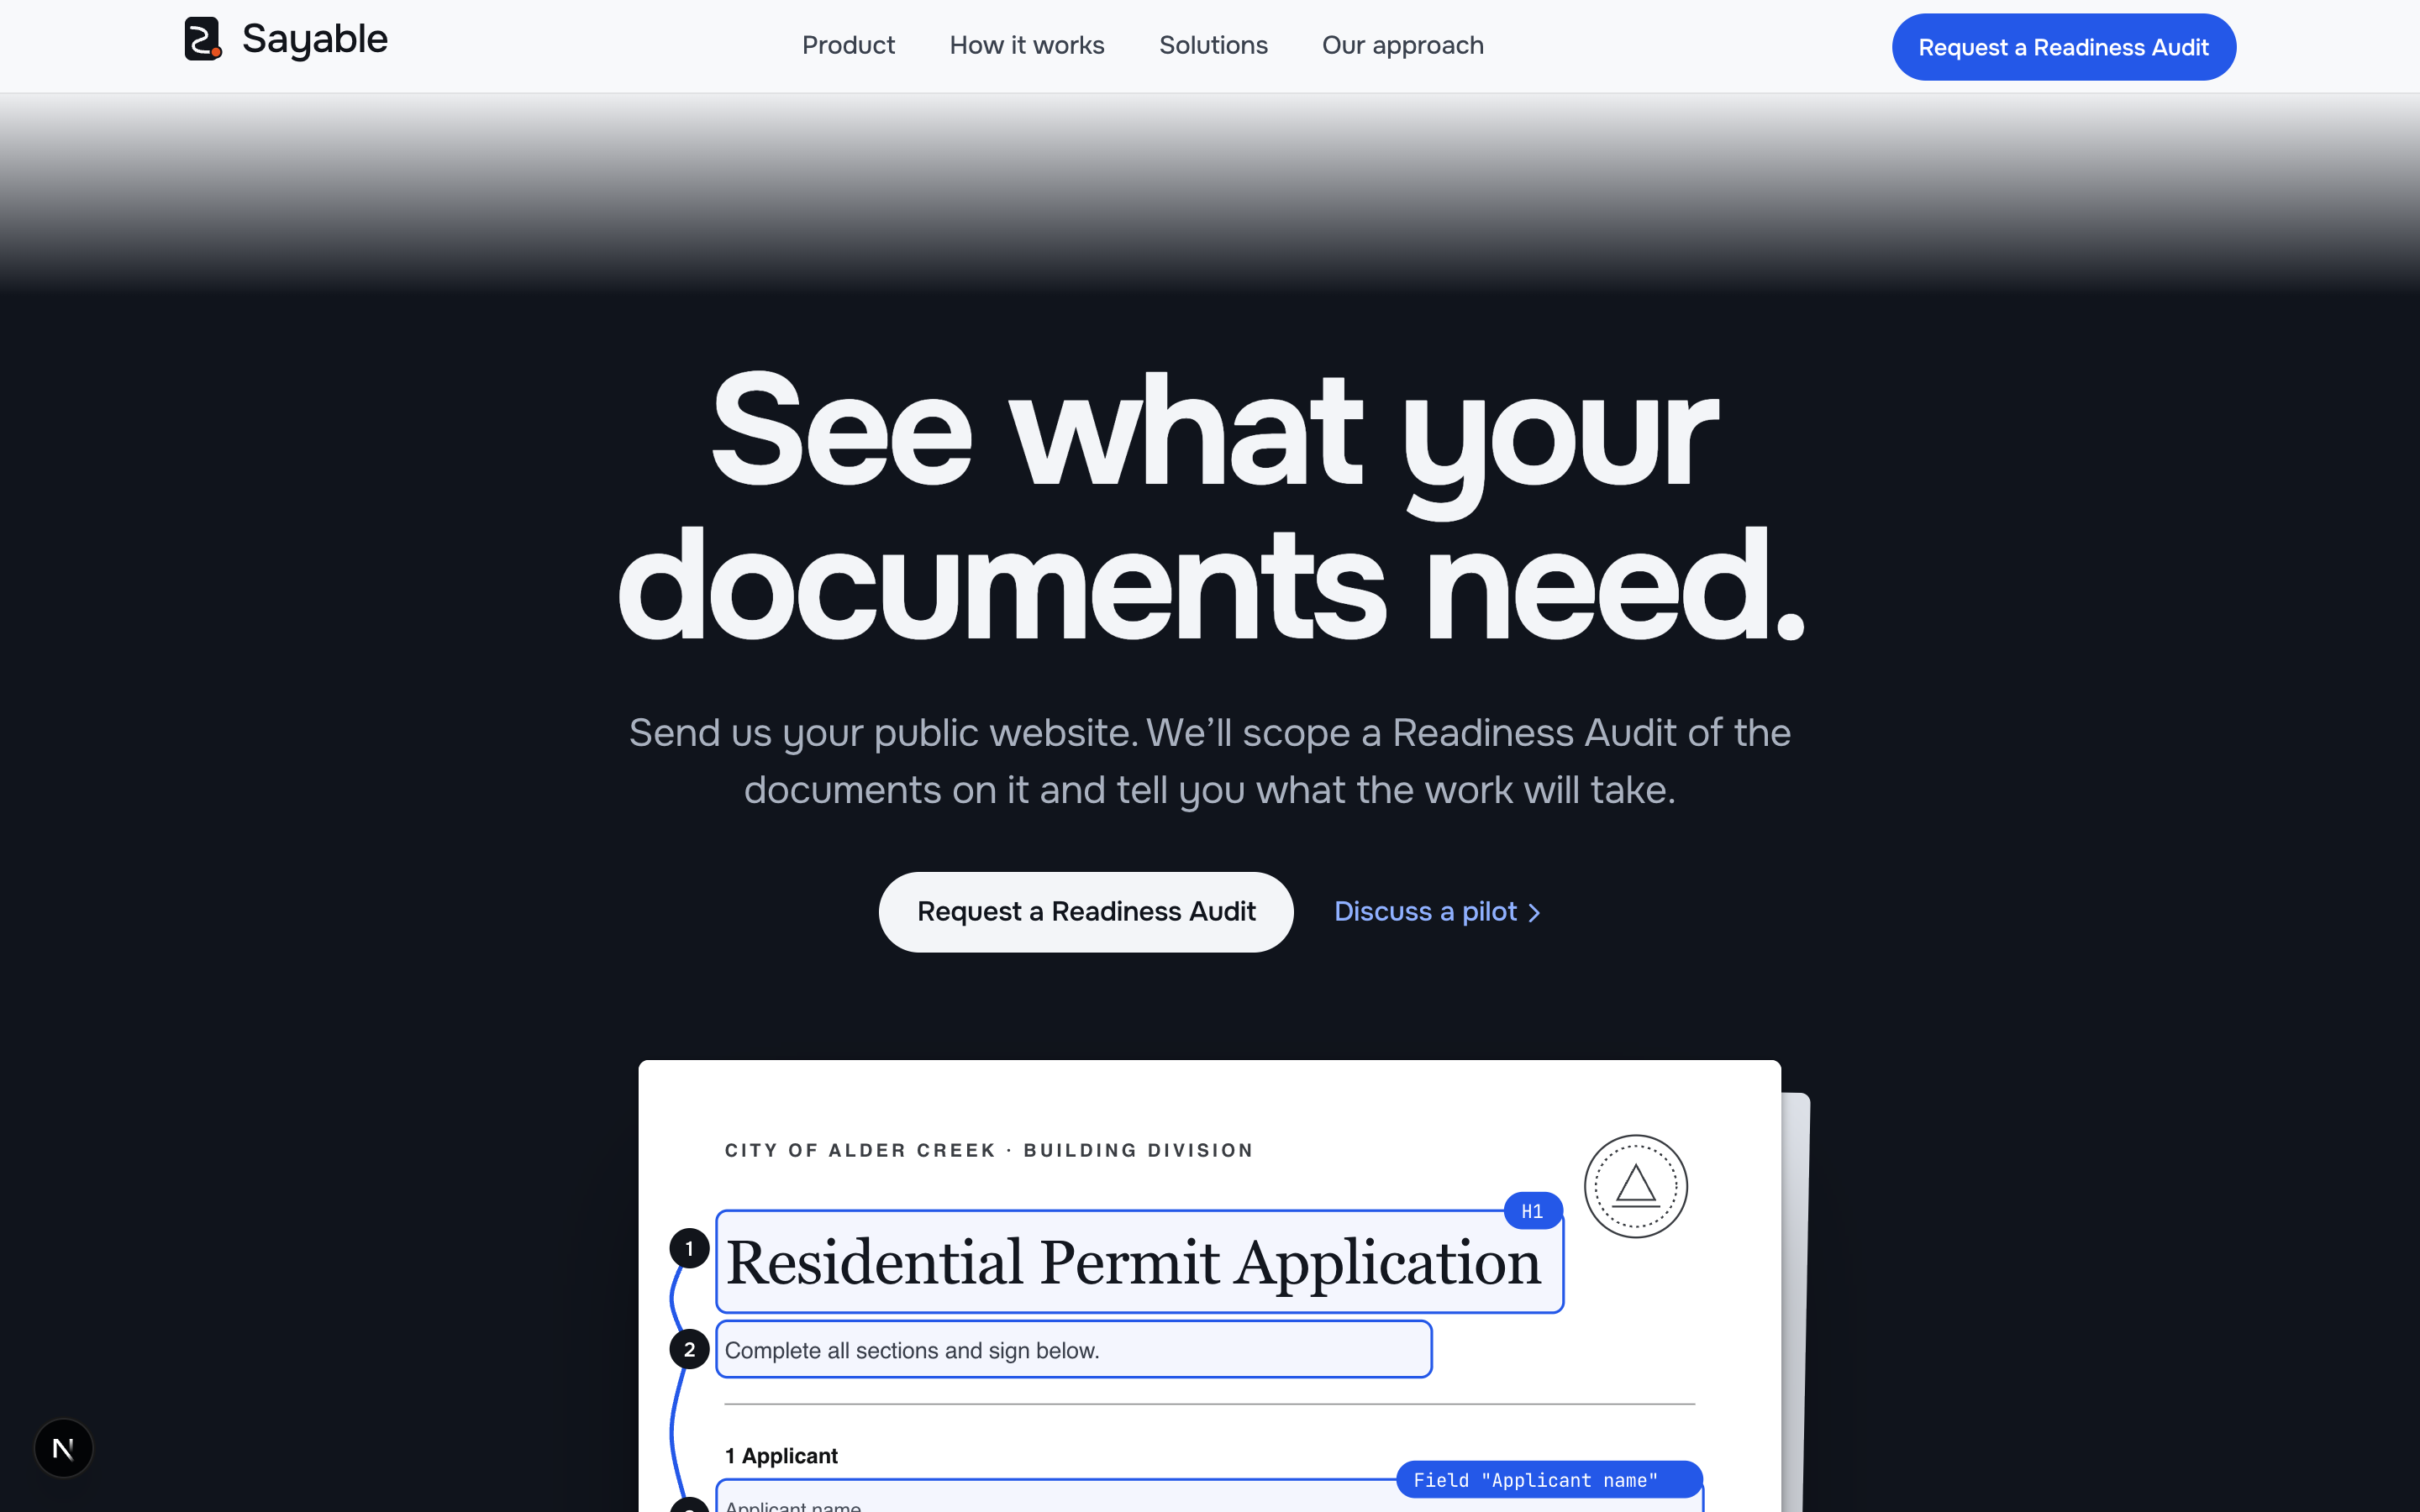 Sayable
Product
How it works
Solutions
Our approach
Request a Readiness Audit
See what your
documents need.
Send us your public website. We’ll scope a Readiness Audit of the
documents on it and tell you what the work will take.
Request a Readiness Audit
Discuss a pilot
CITY OF ALDER CREEK · BUILDING DIVISION
H1
1
Residential Permit Application
2
Complete all sections and sign below.
1 Applicant
Field "Applicant name"
Applicant name
N